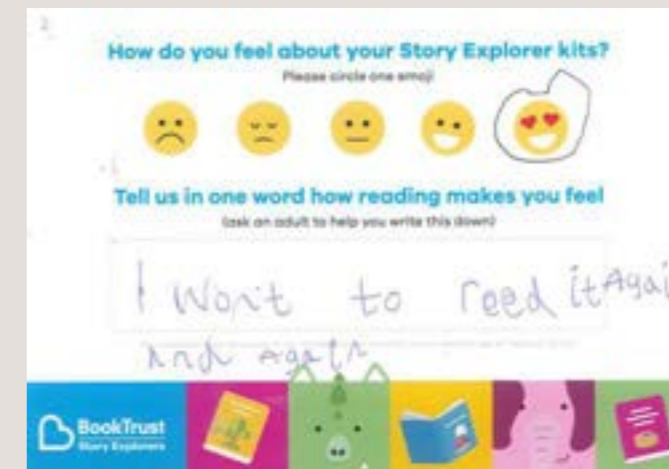 How do you feel about your Story Explorer kits?
Please circle one emoji
Tell us in one word how reading makes you feel
(ask an adult to help you write this down)
I wont to reed it Agai
and again
BookTrust
Story Explorers